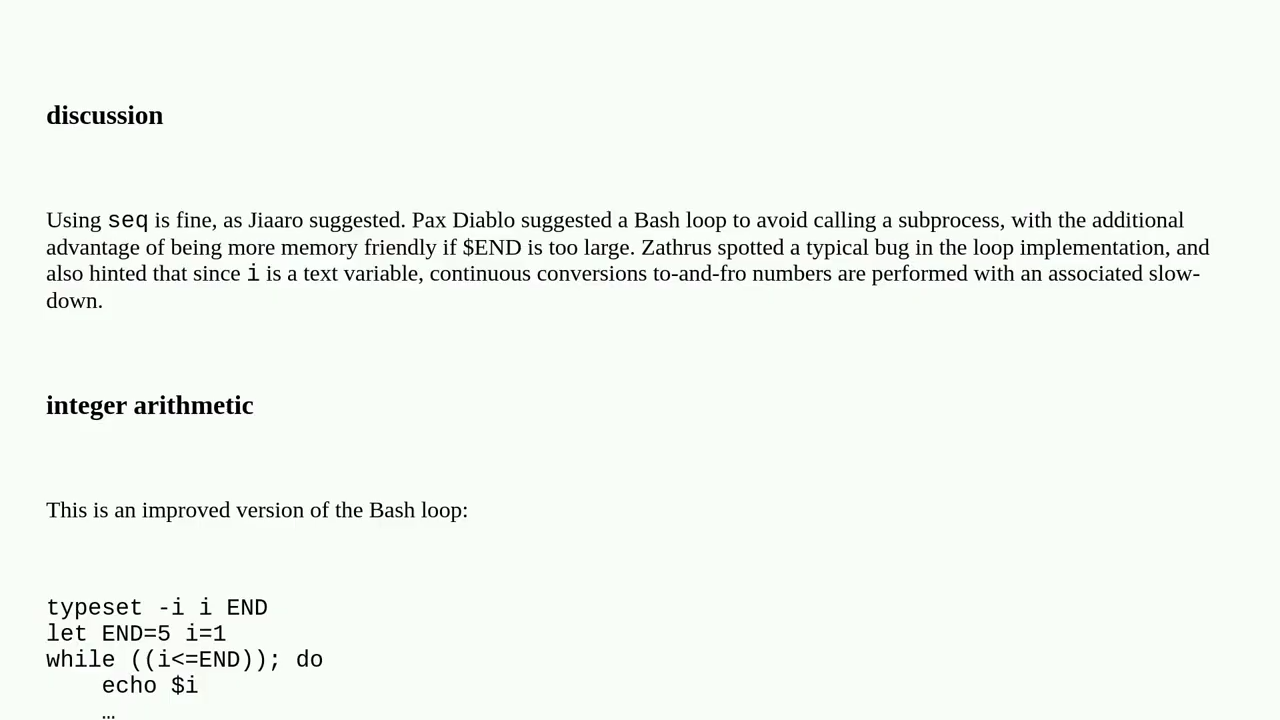 discussion
Using seq is fine, as Jiaaro suggested. Pax Diablo suggested a Bash loop to avoid calling a subprocess, with the additional
advantage of being more memory friendly if $END is too large. Zathrus spotted a typical bug in the loop implementation, and
also hinted that since i is a text variable, continuous conversions to-and-fro numbers are performed with an associated slow-
down.
integer arithmetic
This is an improved version of the Bash loop:
typeset -i i END
let END=5 i=1
while ((i<=END)); do
    echo $i
    …